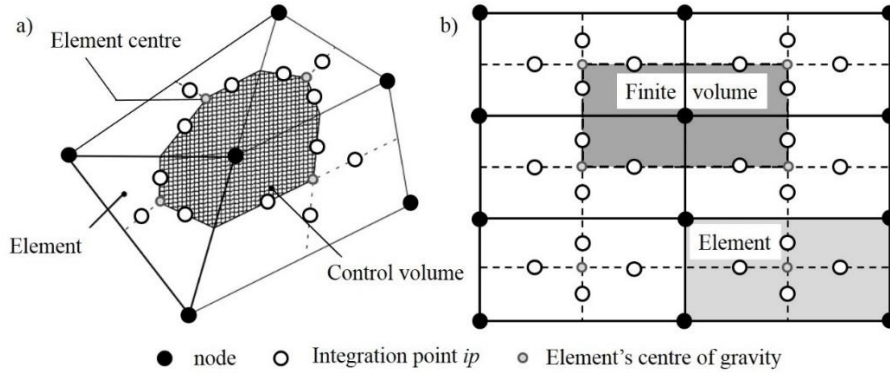 a)
Element centre
Element
Control volume
b)
Finite volume
Element
node
Integration point ip
Element's centre of gravity